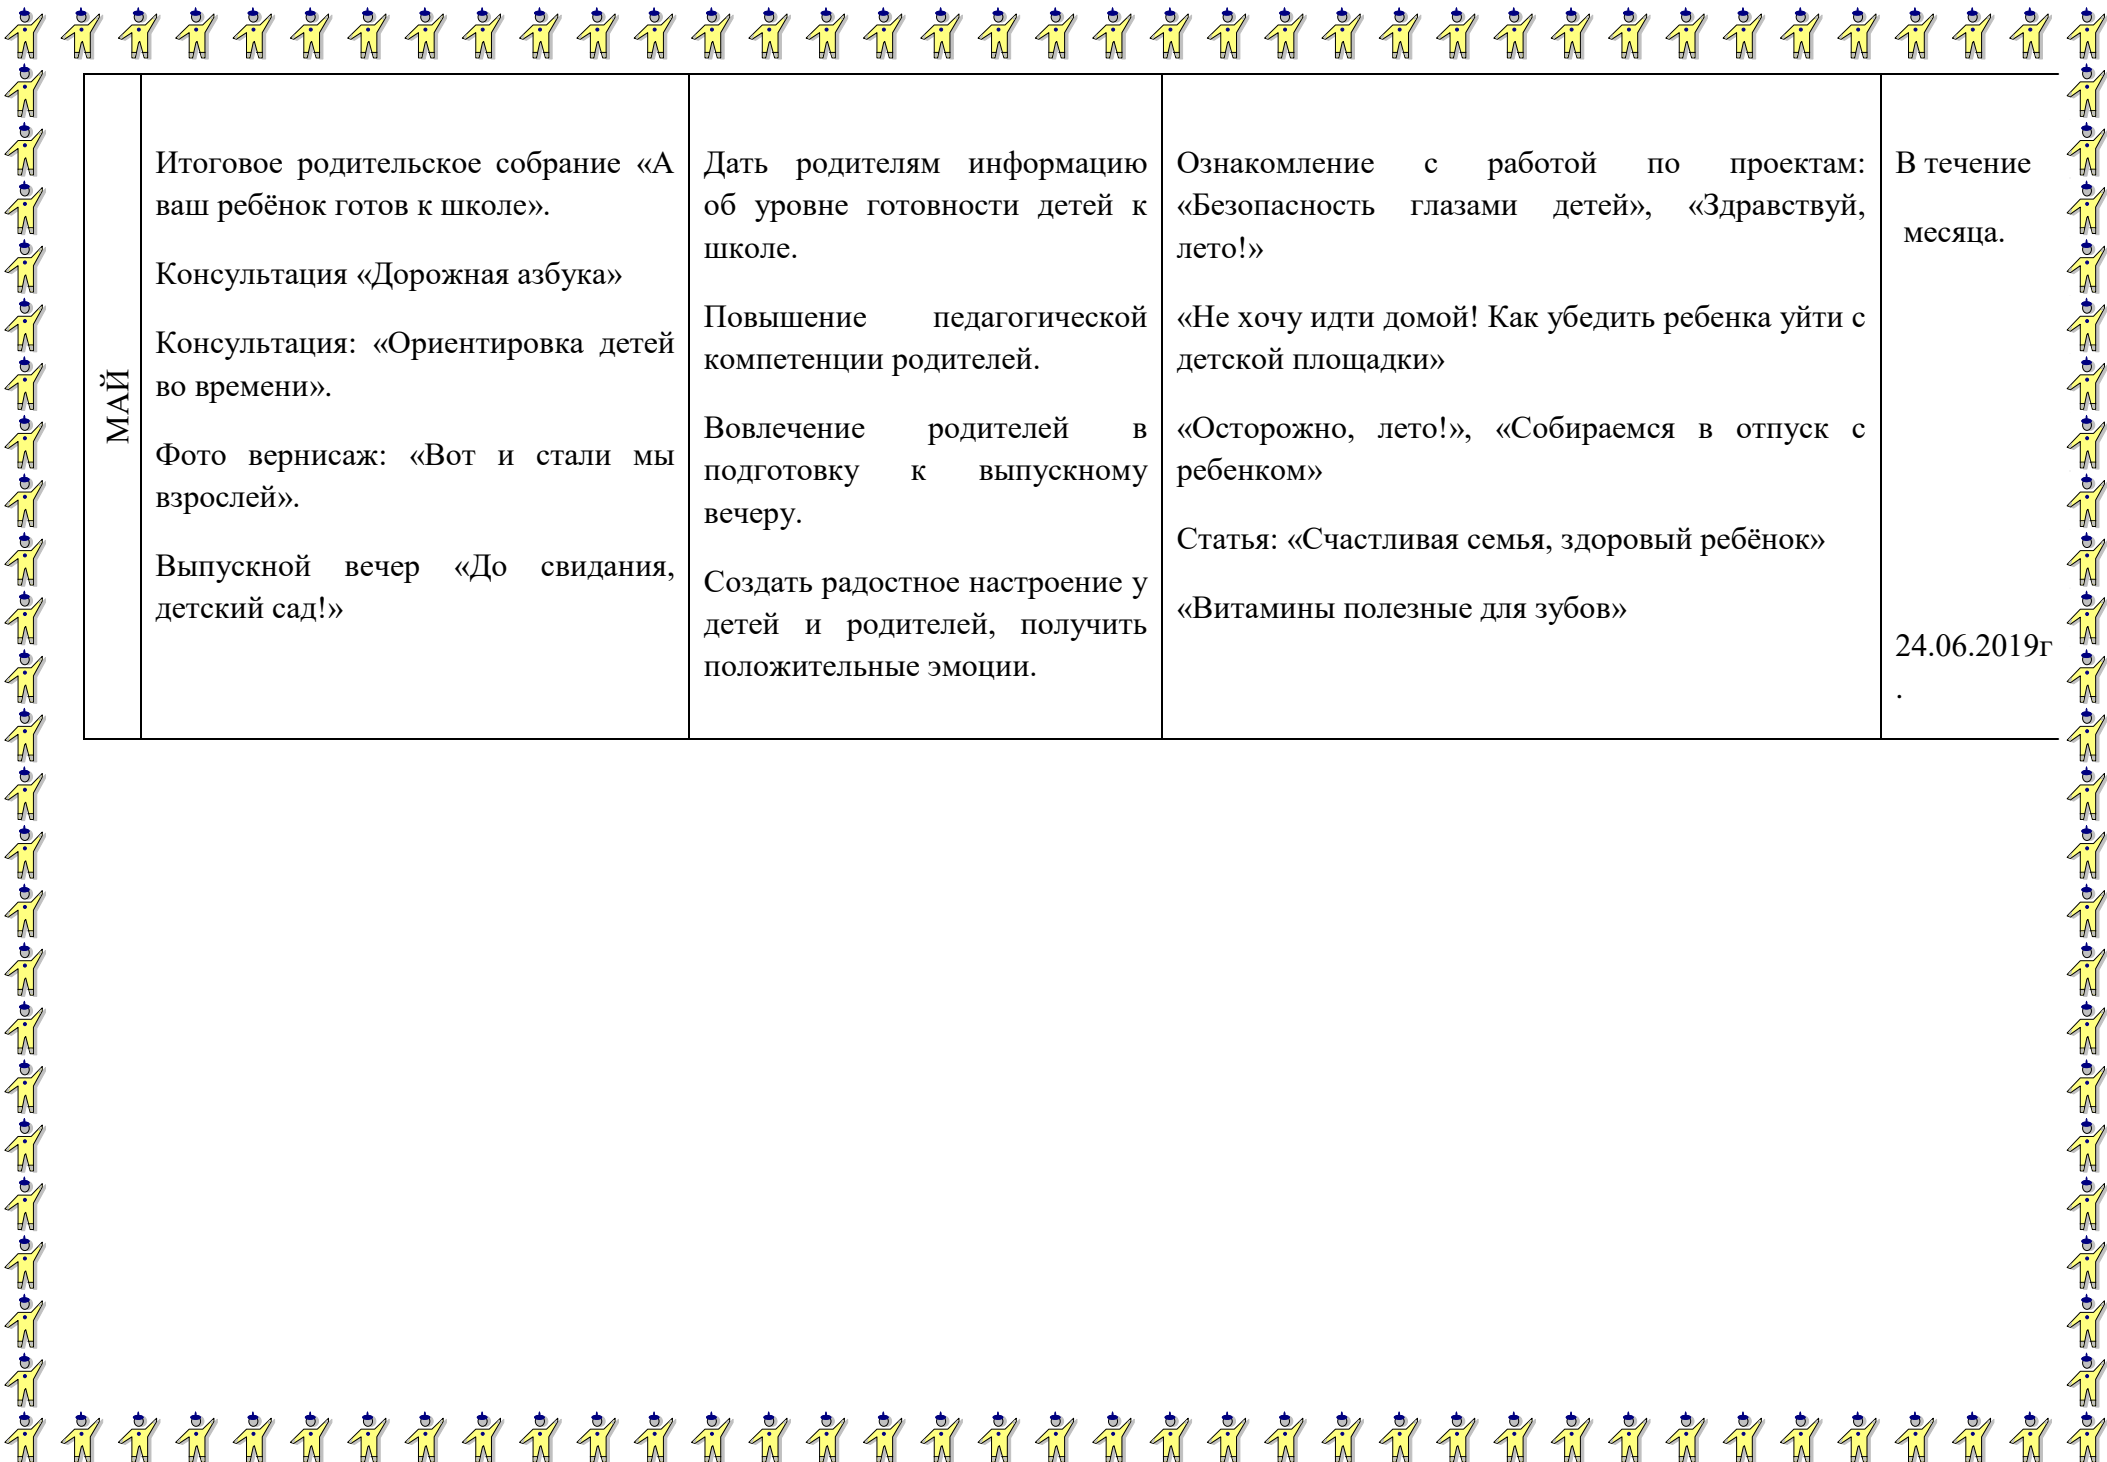 МАЙ
Итоговое родительское собрание «А
ваш ребёнок готов к школе».
Консультация «Дорожная азбука»
Консультация: «Ориентировка детей
во времени».
Фото вернисаж: «Вот и стали мы
взрослей».
Выпускной вечер «До свидания,
детский сад!»
Дать родителям информацию
об уровне готовности детей к
школе.
Повышение педагогической
компетенции родителей.
Вовлечение родителей в
подготовку к выпускному
вечеру.
Создать радостное настроение у
детей и родителей, получить
положительные эмоции.
Ознакомление с работой по проектам:
«Безопасность глазами детей», «Здравствуй,
лето!»
«Не хочу идти домой! Как убедить ребенка уйти с
детской площадки»
«Осторожно, лето!», «Собираемся в отпуск с
ребенком»
Статья: «Счастливая семья, здоровый ребёнок»
«Витамины полезные для зубов»
В течение
месяца.
24.06.2019г
.